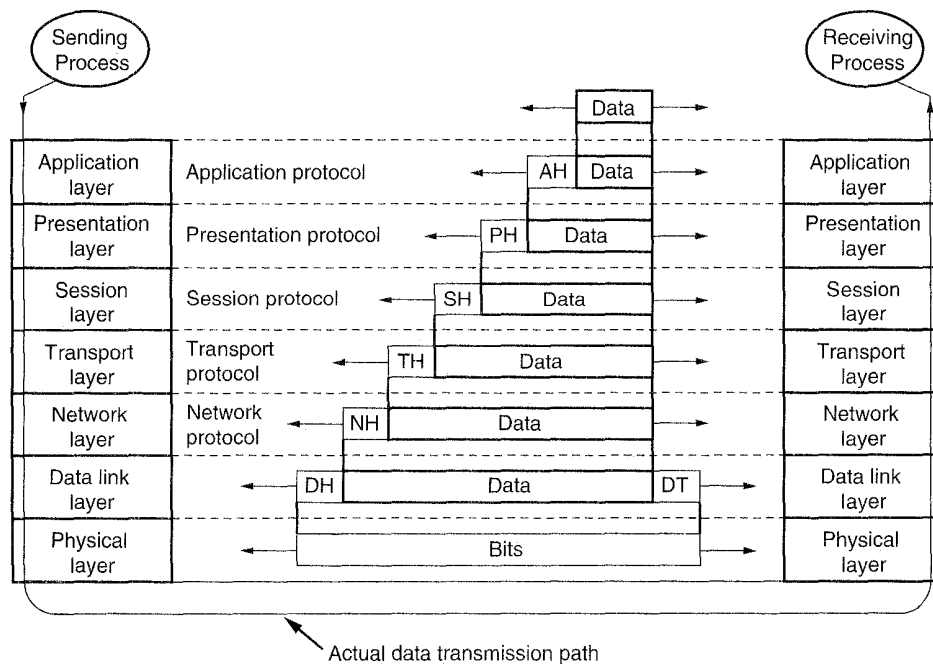 Sending
Process
Receiving
Process
Data
Application
layer
Application protocol
AH
Data
Application
layer
Presentation
layer
Presentation protocol
PH
Data
Presentation
layer
Session
layer
Session protocol
SH
Data
Session
layer
Transport
layer
Transport
protocol
TH
Data
Transport
layer
Network
layer
Network
protocol
NH
Data
Network
layer
Data link
layer
DH
Data
DT
Data link
layer
Physical
layer
Bits
Physical
layer
Actual data transmission path